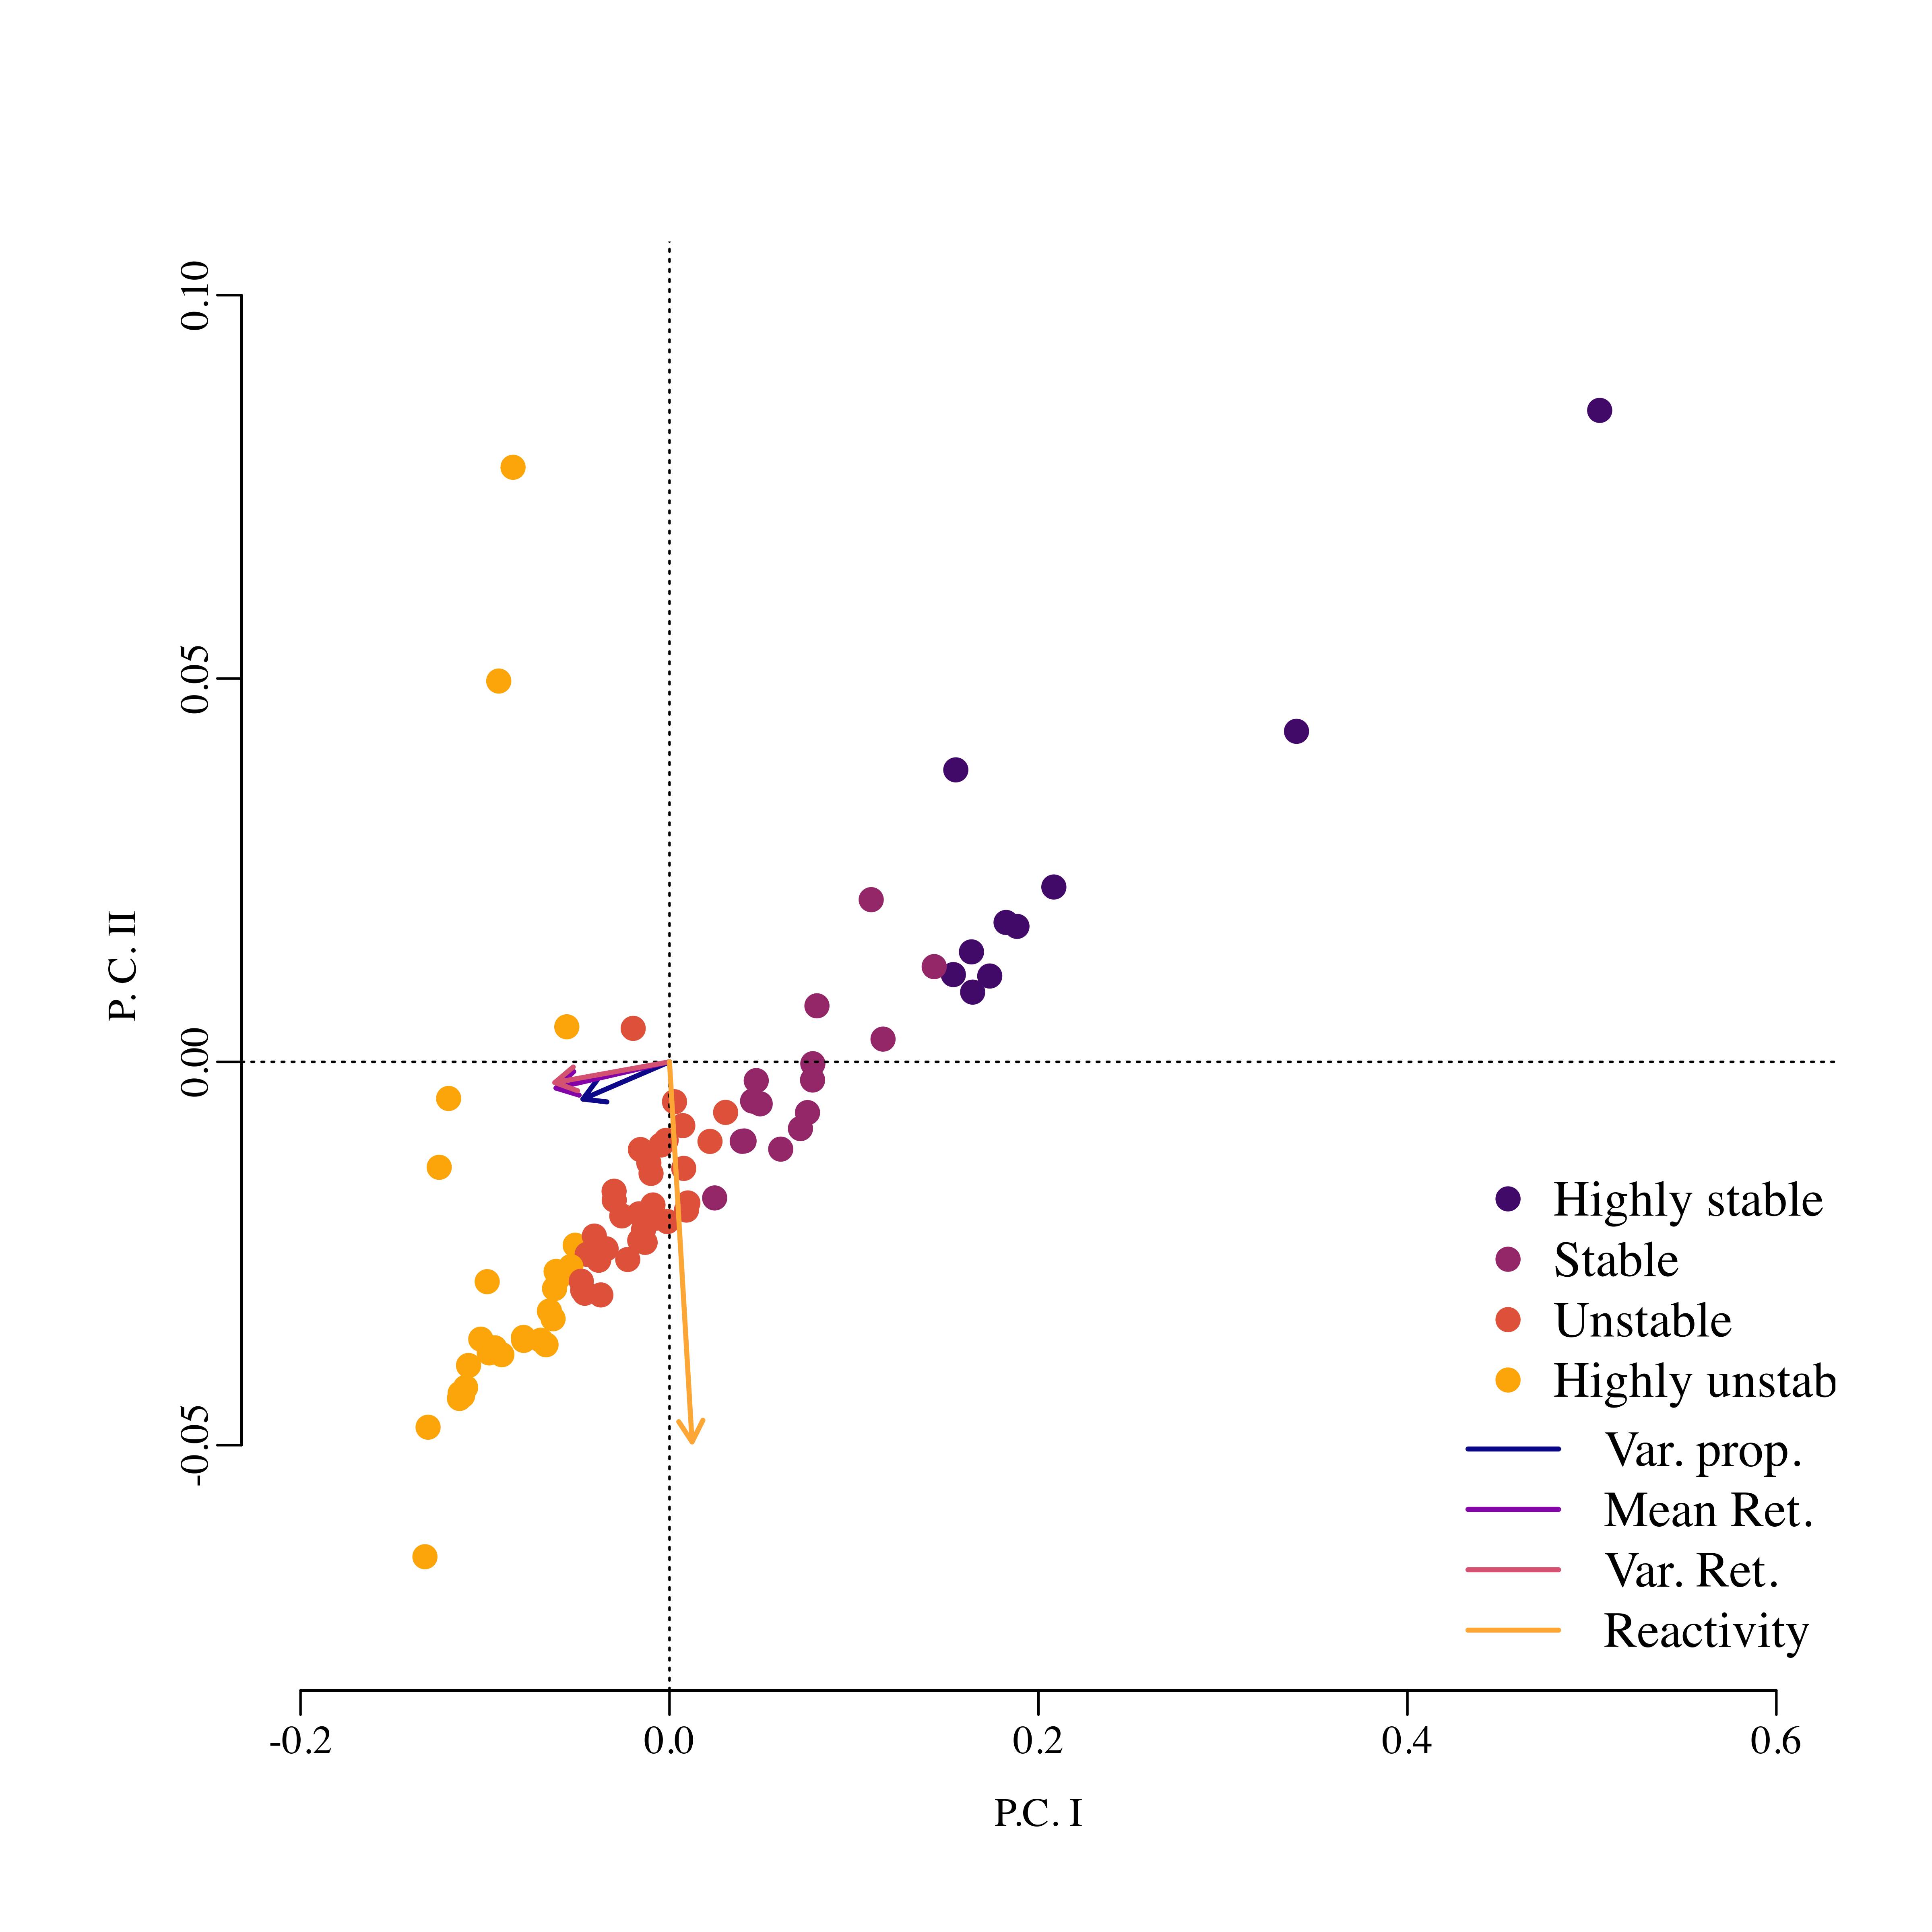 0.10
0.05
0.00
-0.05
P. C. II
Highly stable
Stable
Unstable
Highly unstab
Var. prop.
Mean Ret.
Var. Ret.
Reactivity
-0.2 0.0 0.2 0.4 0.6
P.C. I